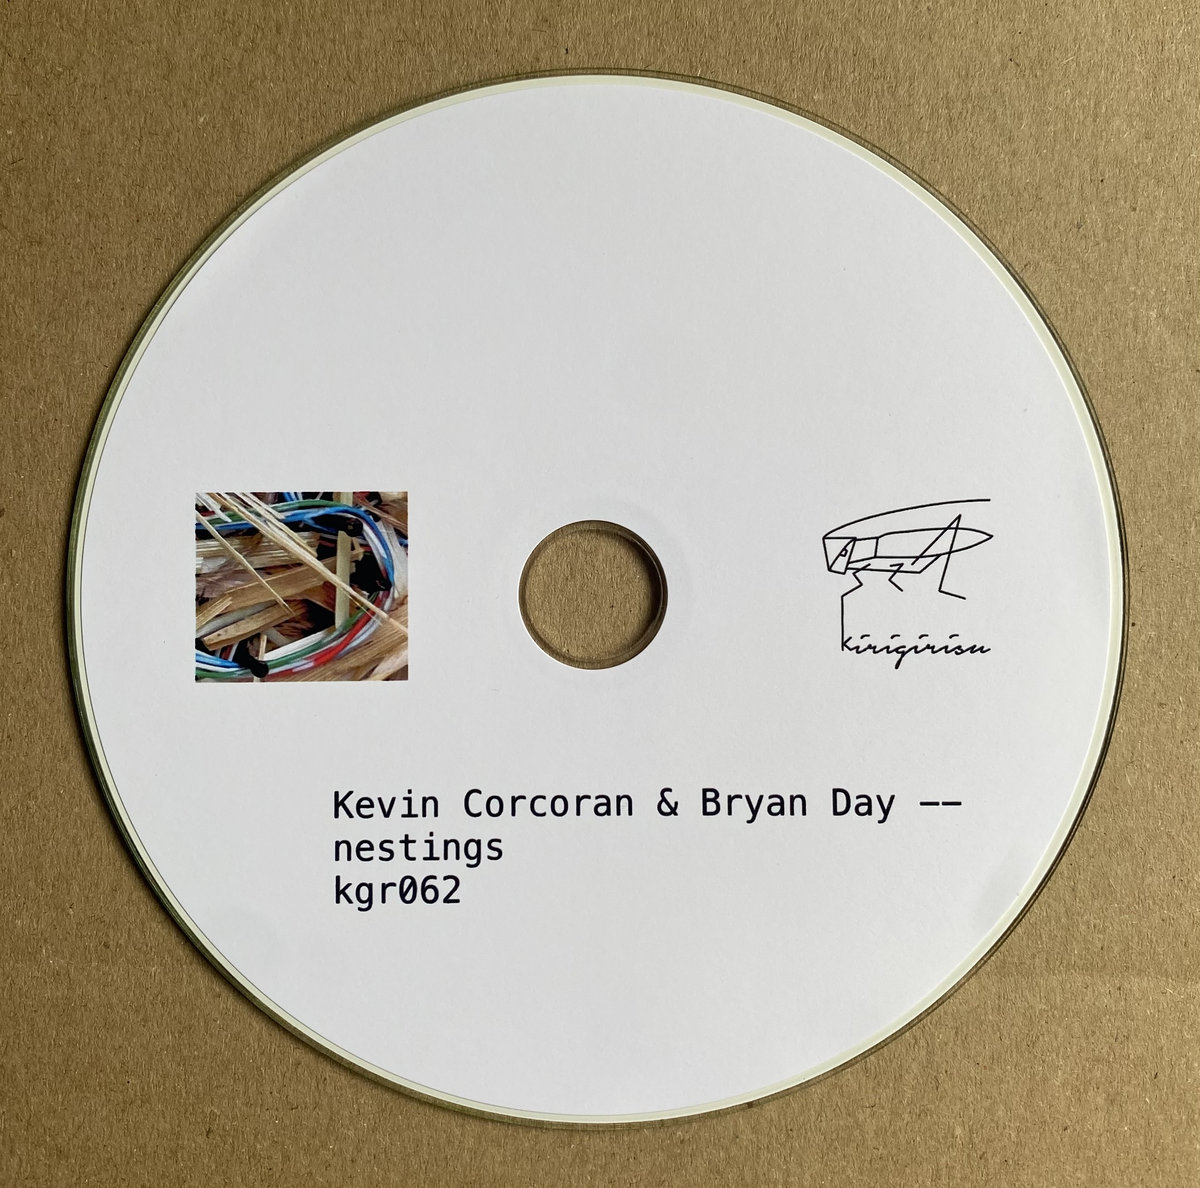 kirigirisu
Kevin Corcoran & Bryan Day --
nestings
kgr062